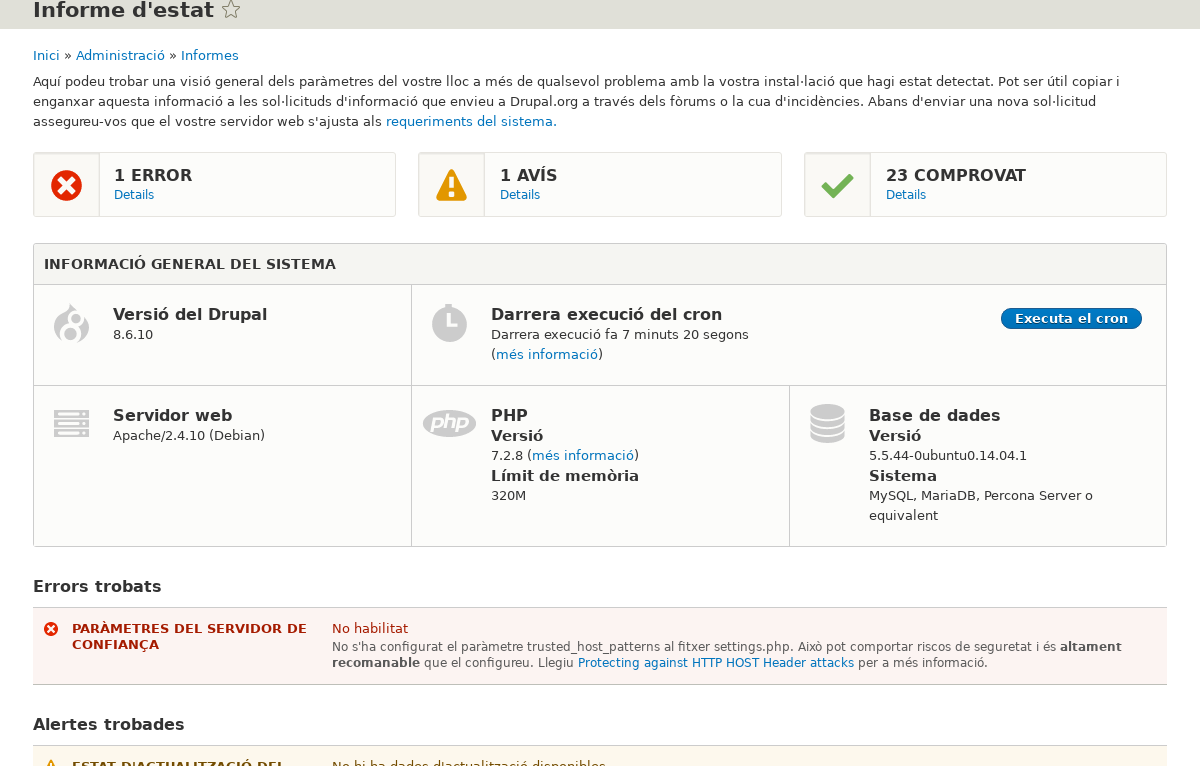 Informe d'estat
Inici » Administració » Informes
Aquí podeu trobar una visió general dels paràmetres del vostre lloc a més de qualsevol problema amb la vostra instal·lació que hagi estat detectat. Pot ser útil copiar i
enganxar aquesta informació a les sol·licituds d'informació que envieu a Drupal.org a través dels fòrums o la cua d'incidències. Abans d'enviar una nova sol·licitud
assegureu-vos que el vostre servidor web s'ajusta als requeriments del sistema.
1 ERROR
Details
1 AVÍS
Details
23 COMPROVAT
Details
INFORMACIÓ GENERAL DEL SISTEMA
Versió del Drupal
8.6.10
Darrera execució del cron
Darrera execució fa 7 minuts 20 segons
(més informació)
Executa el cron
Servidor web
Apache/2.4.10 (Debian)
php
PHP
Versió
7.2.8 (més informació)
Límit de memòria
320M
Base de dades
Versió
5.5.44-0ubuntu0.14.04.1
Sistema
MySQL, MariaDB, Percona Server o
equivalent
Errors trobats
PARÀMETRES DEL SERVIDOR DE
CONFIANÇA
No habilitat
No s'ha configurat el paràmetre trusted_host_patterns al fitxer settings.php. Això pot comportar riscos de seguretat i és altament
recomanable que el configureu. Llegiu Protecting against HTTP HOST Header attacks per a més informació.
Alertes trobades
ESTAT D'ACTUALITZACIÓ DEL
No hi ha dades d'actualització disponibles